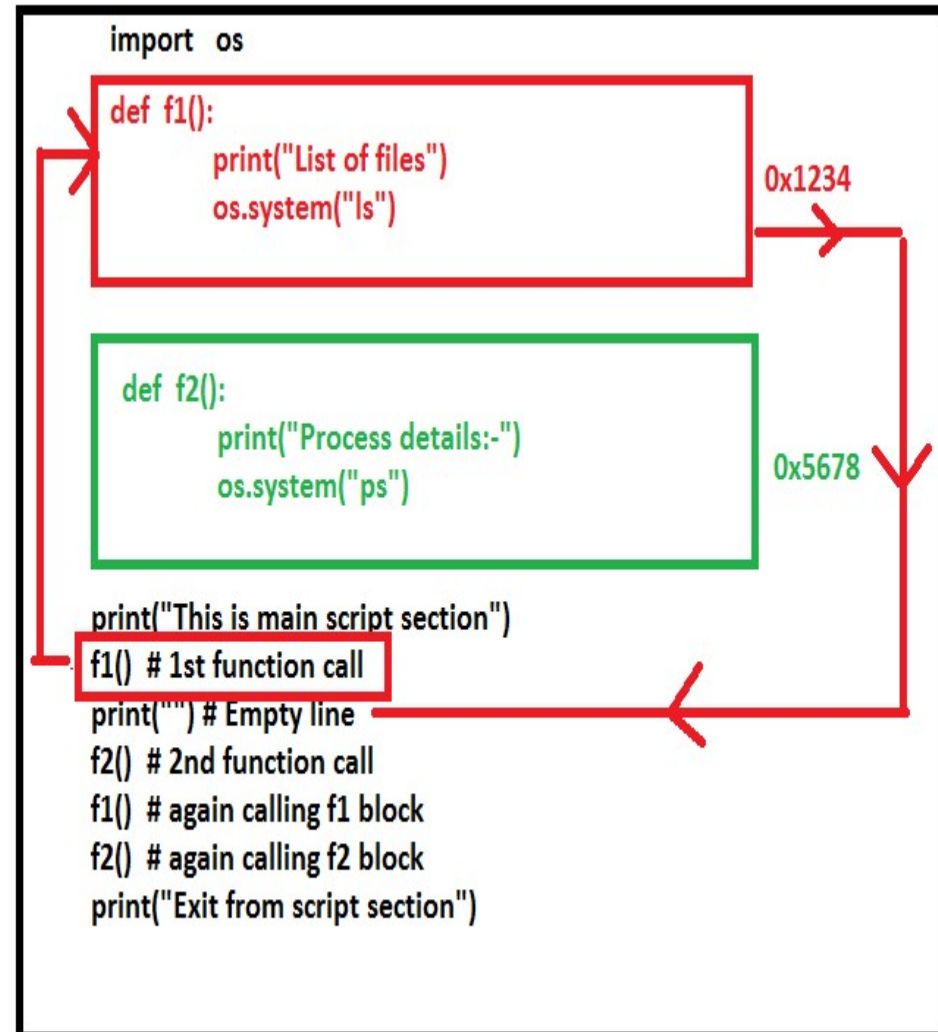 import os
def f1():
print("List of files")
os.system("ls")
0x1234
def f2():
print("Process details:-")
os.system("ps")
0x5678
print("This is main script section")
f1() # 1st function call
print("") # Empty line
f2() # 2nd function call
f1() # again calling f1 block
f2() # again calling f2 block
print("Exit from script section")